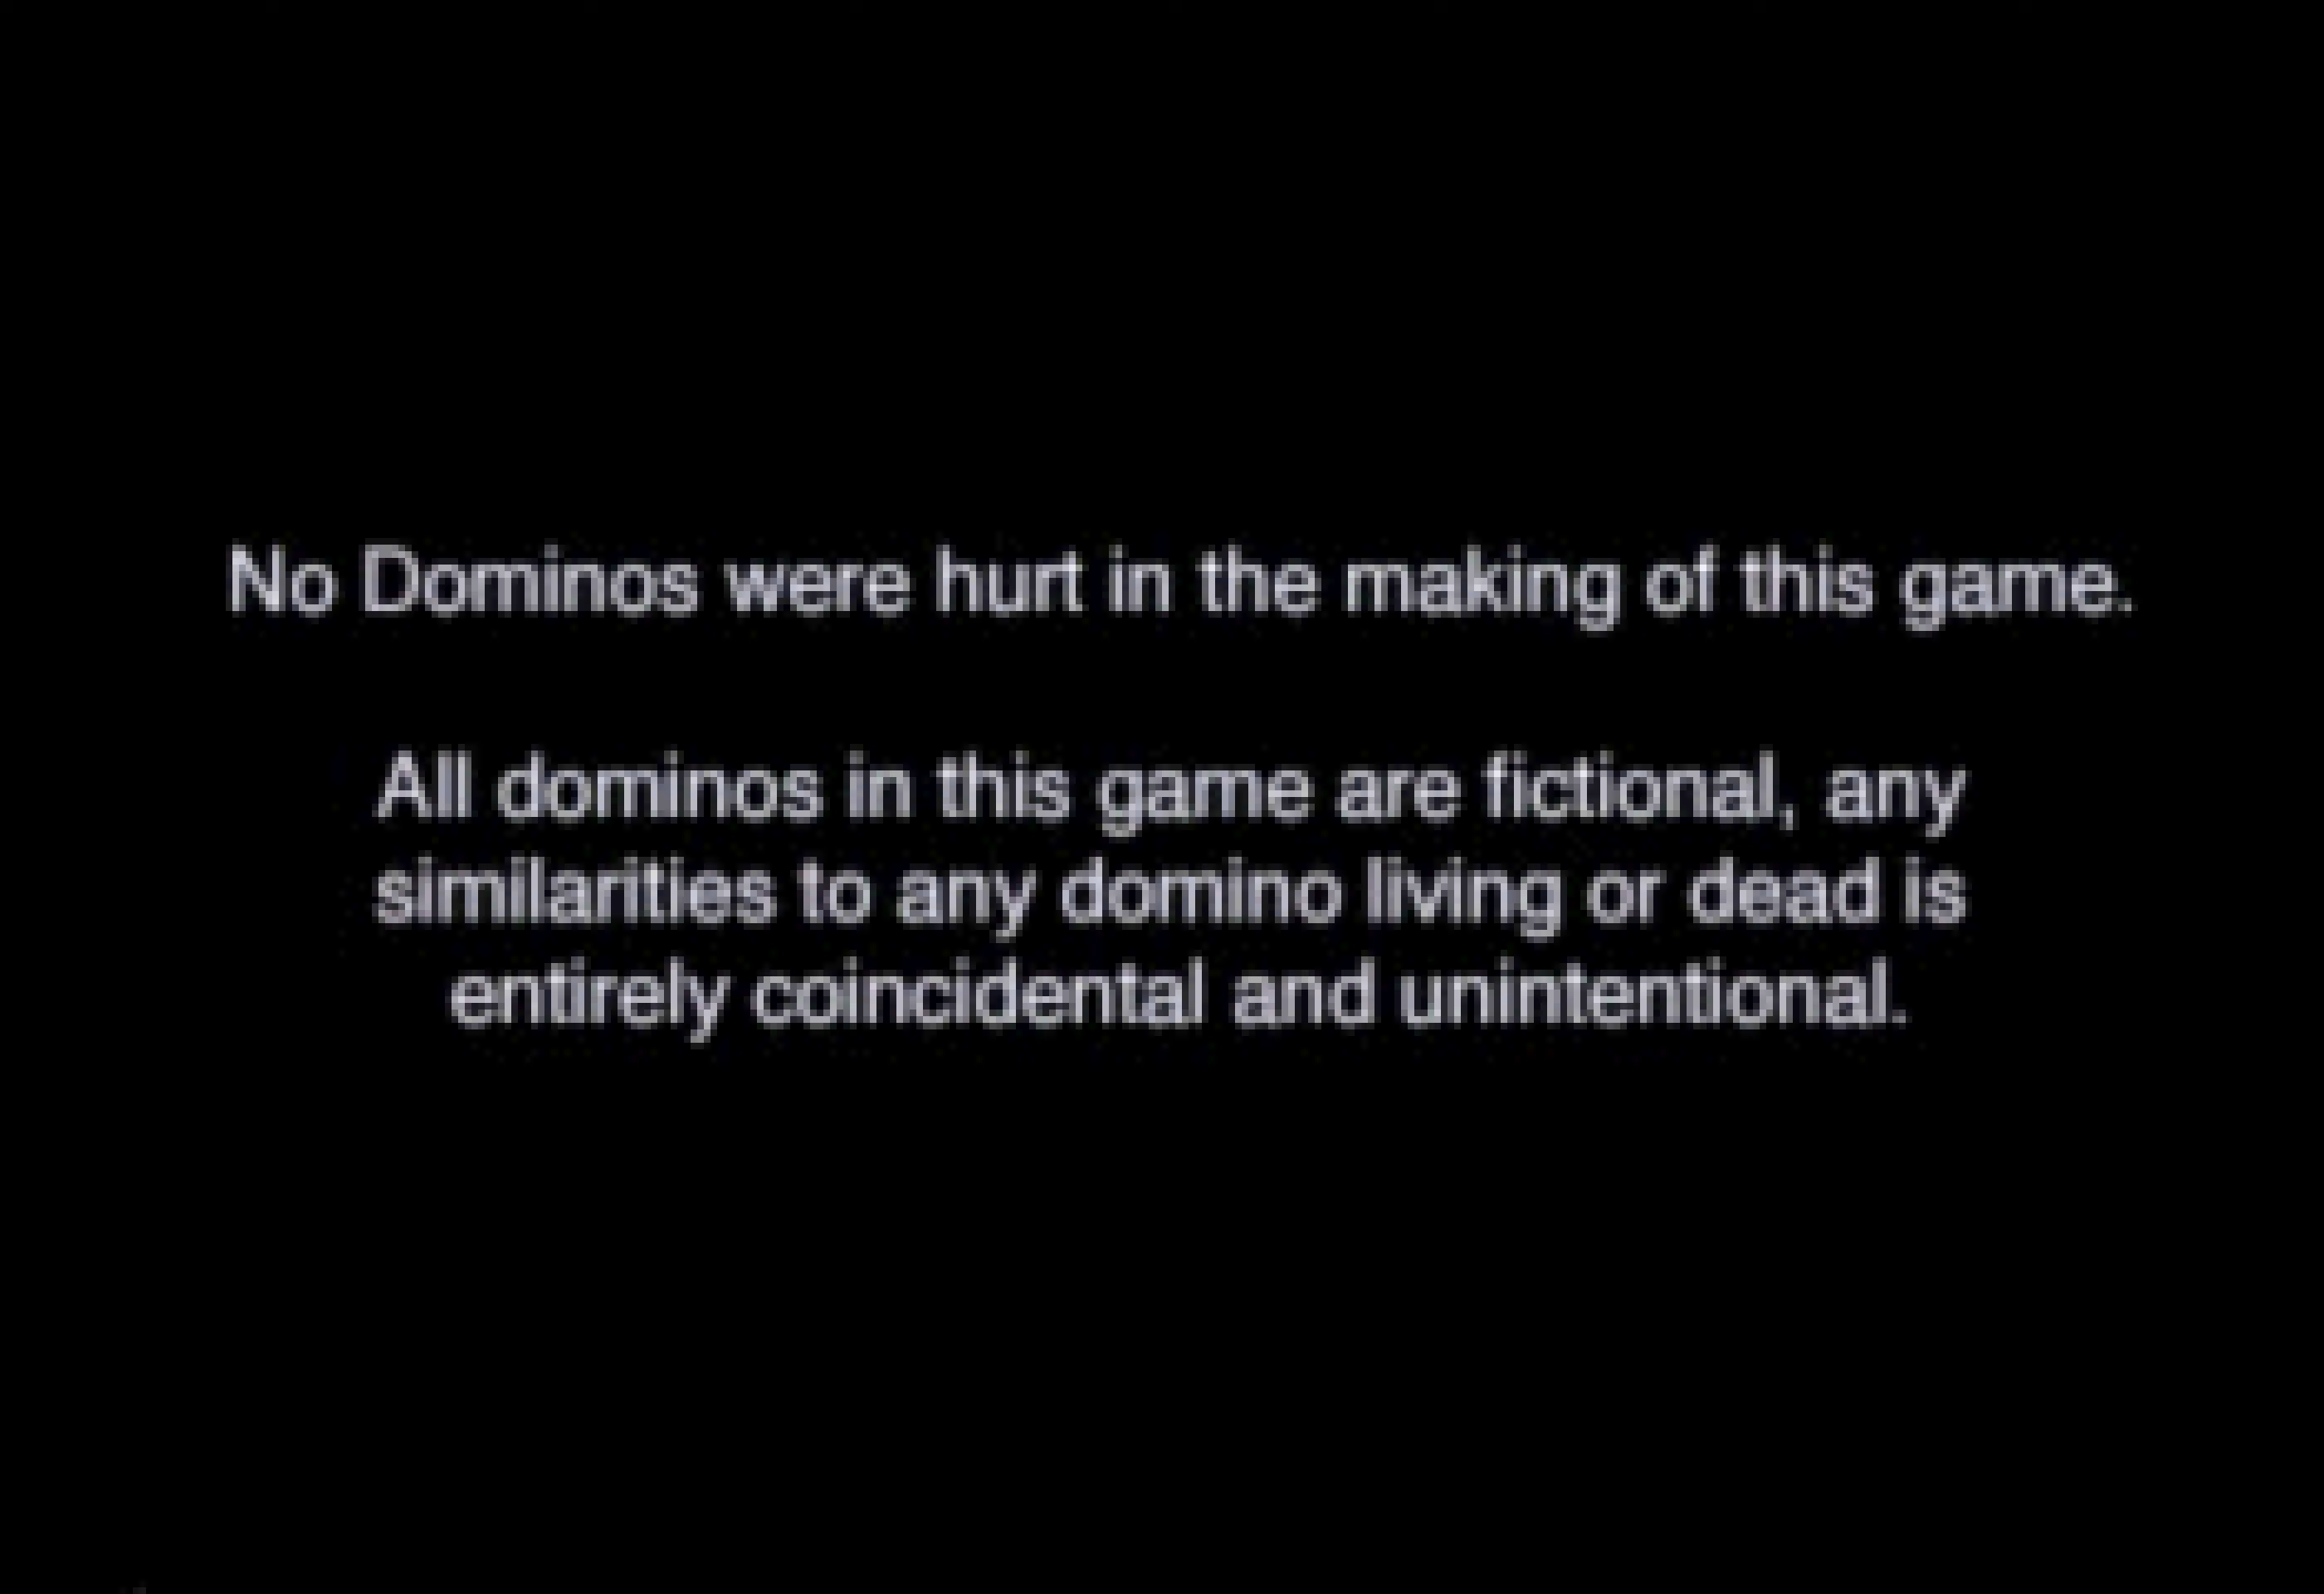 No Dominos were hurt in the making of this game.
All dominos in this game are fictional, any
similarities to any domino living or dead is
entirely coincidental and unintentional.